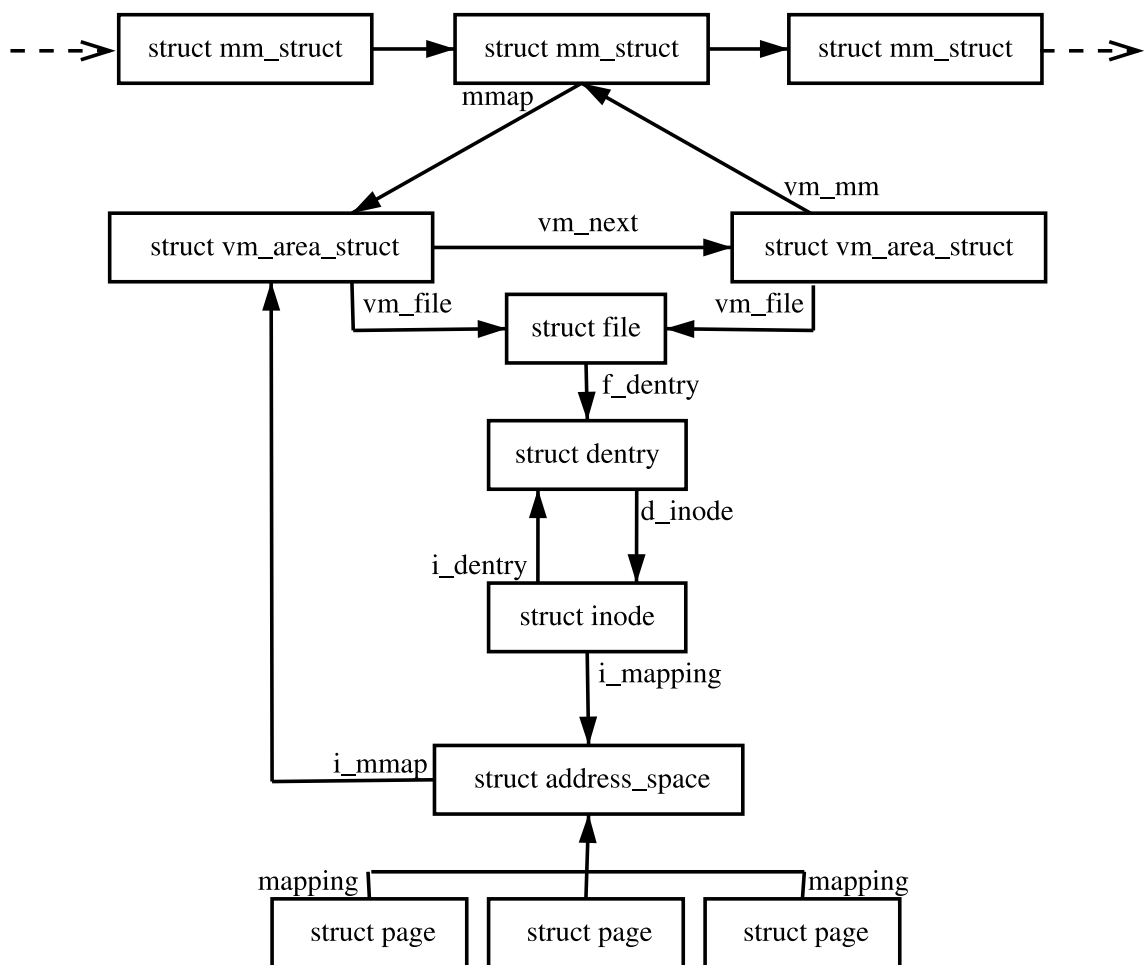 struct mm_struct
struct mm_struct
struct mm_struct
mmap
vm_mm
struct vm_area_struct
vm_next
struct vm_area_struct
vm_file
struct file
vm_file
f_dentry
struct dentry
d_inode
i_dentry
struct inode
i_mapping
i_mmap
struct address_space
mapping
mapping
struct page
struct page
struct page